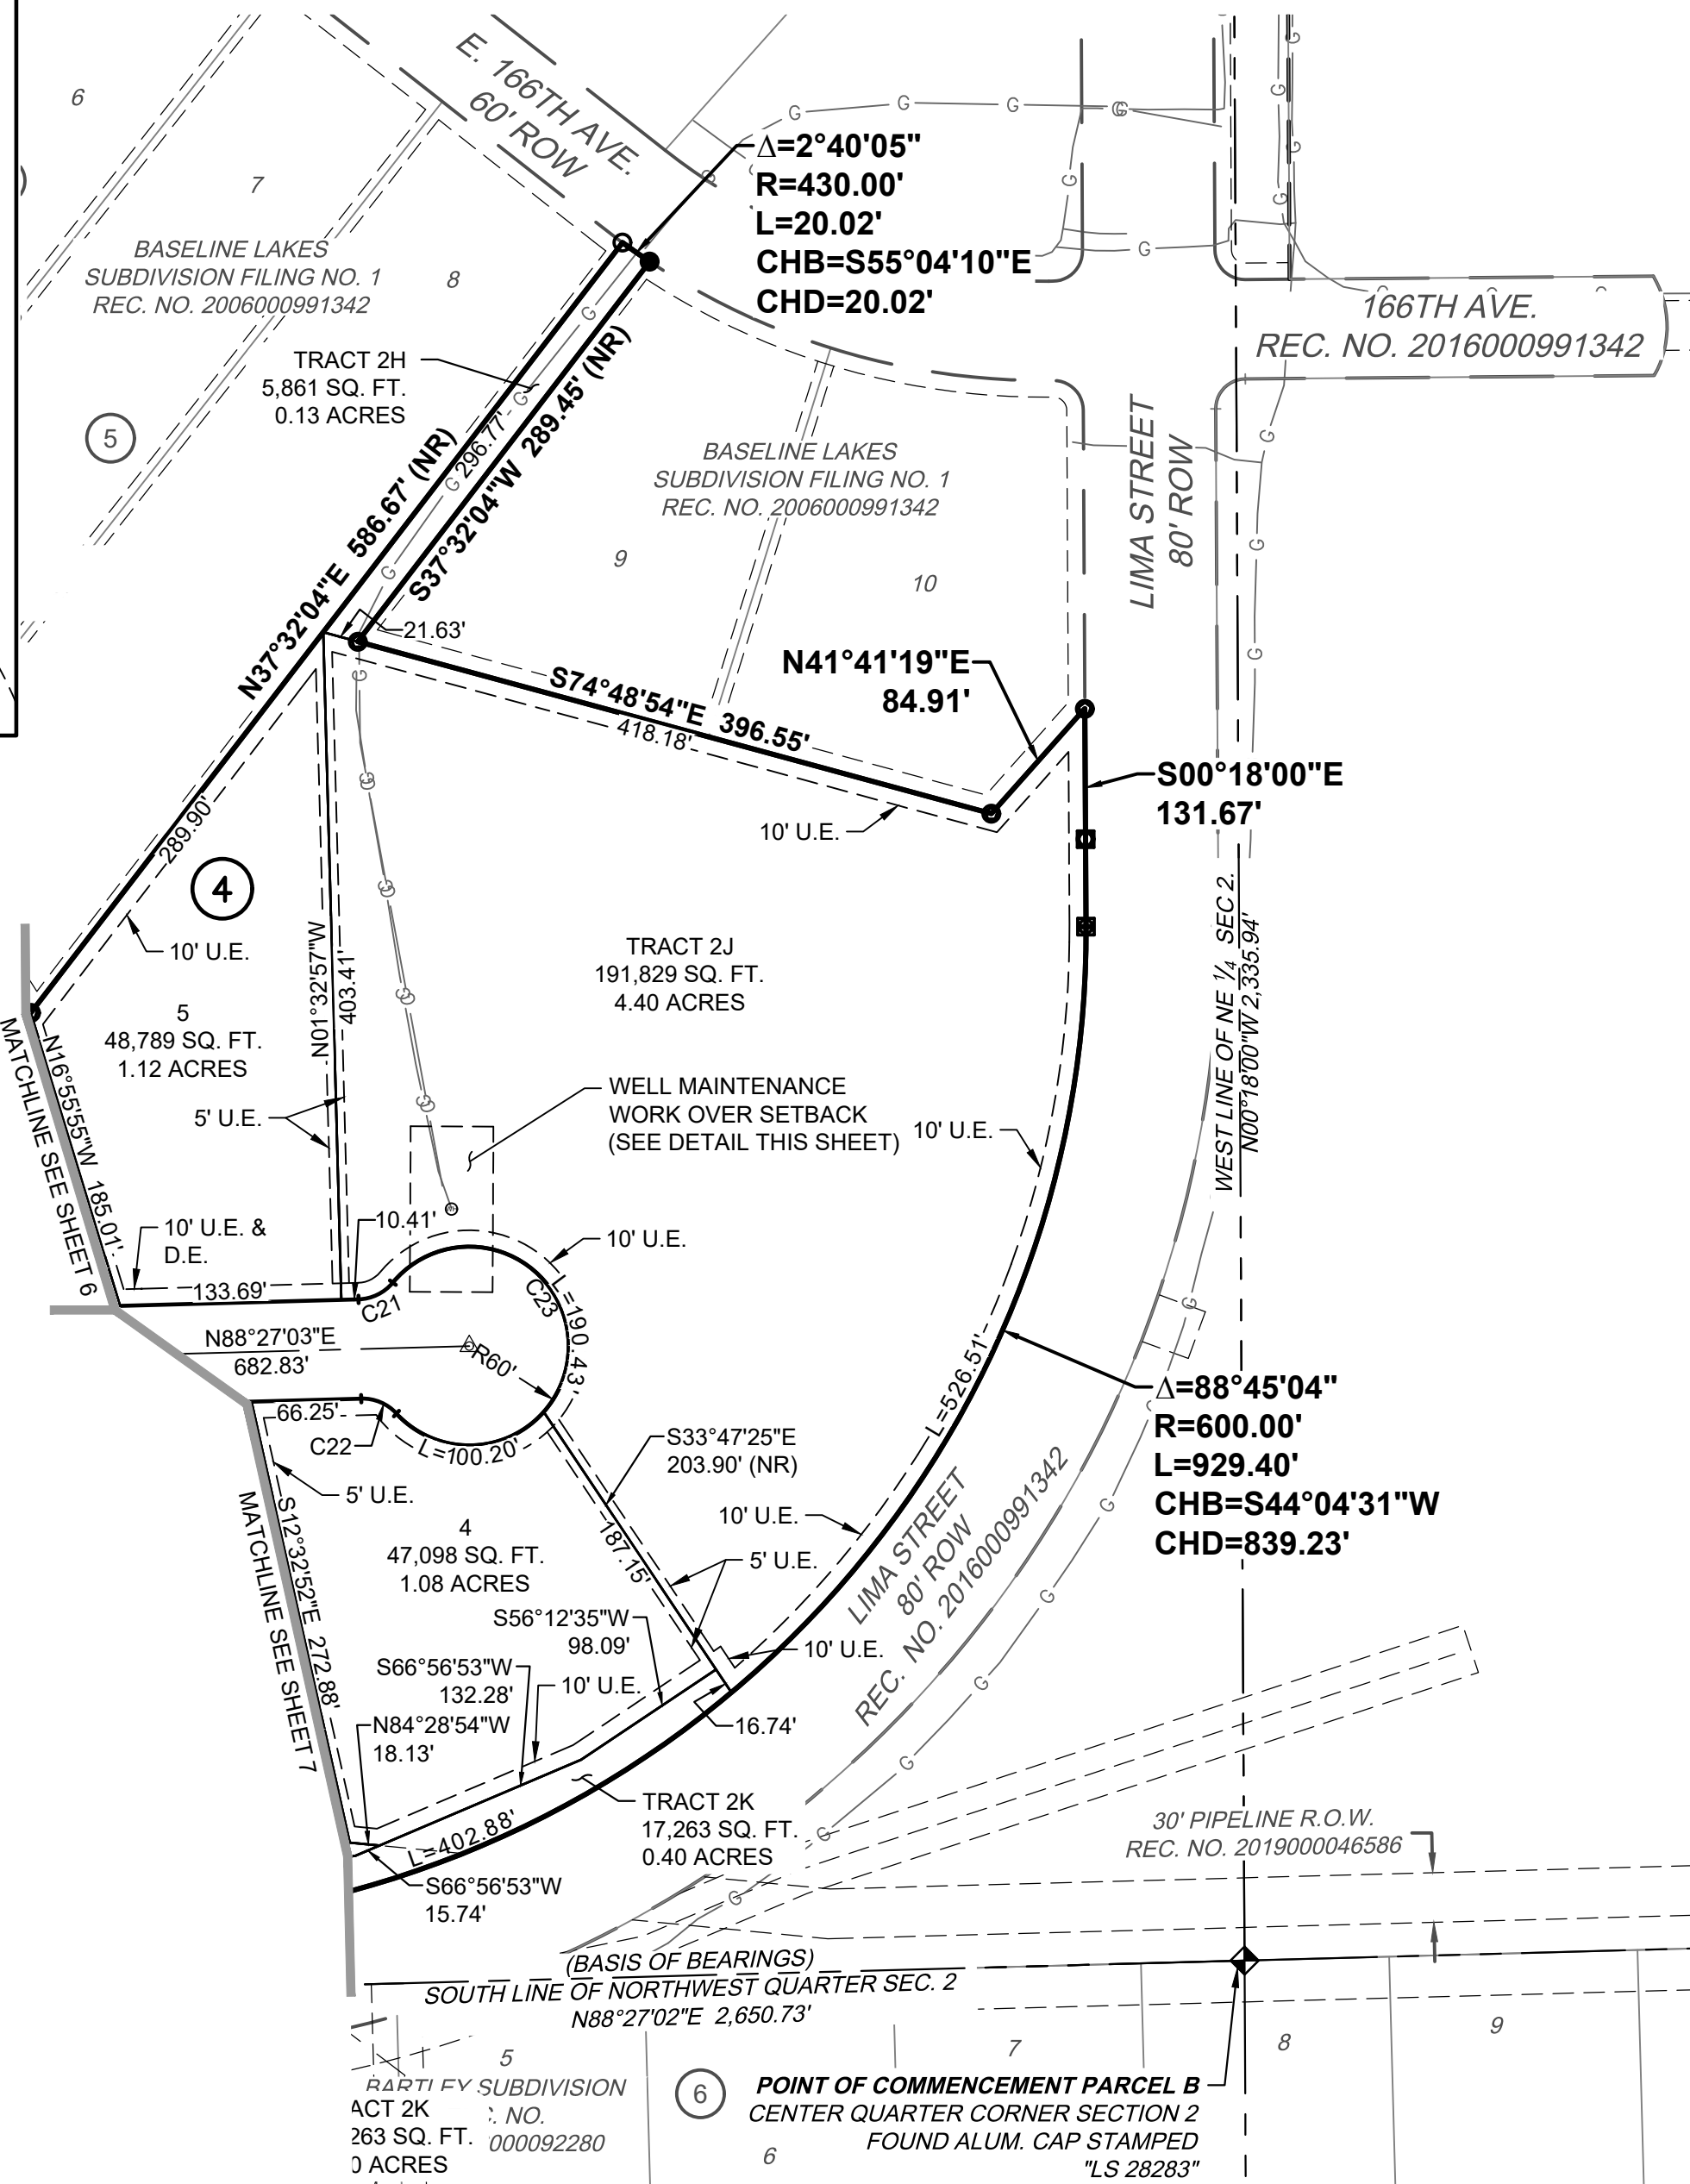 E. 166TH AVE.
60' ROW
6
7
BASELINE LAKES
SUBDIVISION FILING NO. 1
REC. NO. 2006000991342
8
Δ=2°40'05"
R=430.00'
L=20.02'
CHB=S55°04'10"E
CHD=20.02'
166TH AVE.
REC. NO. 2016000991342
TRACT 2H
5,861 SQ. FT.
0.13 ACRES
5
N37°32'04"E 586.67' (NR)
296.77'
S37°32'04"W 289.45' (NR)
BASELINE LAKES
SUBDIVISION FILING NO. 1
REC. NO. 2006000991342
9
10
LIMA STREET
80' ROW
21.63'
S74°48'54"E 396.55'
418.18'
N41°41'19"E
84.91'
S00°18'00"E
131.67'
10' U.E.
289.90'
4
10' U.E.
N01°32'57"W
403.41'
TRACT 2J
191,829 SQ. FT.
4.40 ACRES
5
48,789 SQ. FT.
1.12 ACRES
WEST LINE OF NE 1/4 SEC 2.
N00°18'00"W 2,335.94'
N16°55'55"W 185.01'
MATCHLINE SEE SHEET 6
5' U.E.
WELL MAINTENANCE
WORK OVER SETBACK
(SEE DETAIL THIS SHEET)
10' U.E.
10' U.E. &
D.E.
10.41'
10' U.E.
133.69'
C21
C23
L=190.43'
N88°27'03"E
682.83'
R60'
66.25'
C22
L=100.20'
L=526.51'
Δ=88°45'04"
R=600.00'
L=929.40'
CHB=S44°04'31"W
CHD=839.23'
S33°47'25"E
203.90' (NR)
5' U.E.
187.15'
10' U.E.
5' U.E.
S12°32'52"E 272.88'
MATCHLINE SEE SHEET 7
4
47,098 SQ. FT.
1.08 ACRES
LIMA STREET
80' ROW
REC. NO. 2016000991342
S56°12'35"W
98.09'
10' U.E.
S66°56'53"W
132.28'
10' U.E.
N84°28'54"W
18.13'
16.74'
L=402.88'
TRACT 2K
17,263 SQ. FT.
0.40 ACRES
S66°56'53"W
15.74'
30' PIPELINE R.O.W.
REC. NO. 2019000046586
(BASIS OF BEARINGS)
SOUTH LINE OF NORTHWEST QUARTER SEC. 2
N88°27'02"E 2,650.73'
5
7
8
9
BARTLEY SUBDIVISION
C. NO.
000092280
ACT 2K
263 SQ. FT.
0 ACRES
6
6
POINT OF COMMENCEMENT PARCEL B
CENTER QUARTER CORNER SECTION 2
FOUND ALUM. CAP STAMPED
"LS 28283"